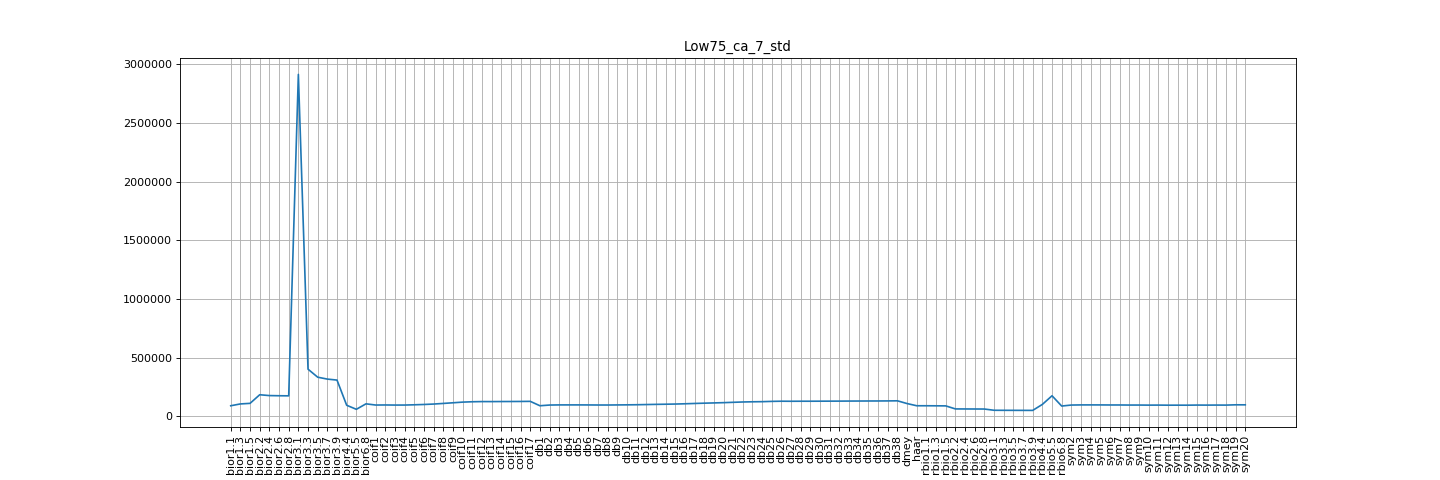 Low75_ca_7_std
3000000
2500000
2000000
1500000
1000000
500000
0
bior1.1
bior1.3
bior1.5
bior2.2
bior2.4
bior2.6
bior2.8
bior3.1
bior3.3
bior3.5
bior3.7
bior3.9
bior4.4
bior5.5
bior6.8
coif1
coif2
coif3
coif4
coif5
coif6
coif7
coif8
coif9
coif10
coif11
coif12
coif13
coif14
coif15
coif16
coif17
db1
db2
db3
db4
db5
db6
db7
db8
db9
db10
db11
db12
db13
db14
db15
db16
db17
db18
db19
db20
db21
db22
db23
db24
db25
db26
db27
db28
db29
db30
db31
db32
db33
db34
db35
db36
db37
db38
dmey
haar
rbio1.1
rbio1.3
rbio1.5
rbio2.2
rbio2.4
rbio2.6
rbio2.8
rbio3.1
rbio3.3
rbio3.5
rbio3.7
rbio3.9
rbio4.4
rbio5.5
rbio6.8
sym2
sym3
sym4
sym5
sym6
sym7
sym8
sym9
sym10
sym11
sym12
sym13
sym14
sym15
sym16
sym17
sym18
sym19
sym20